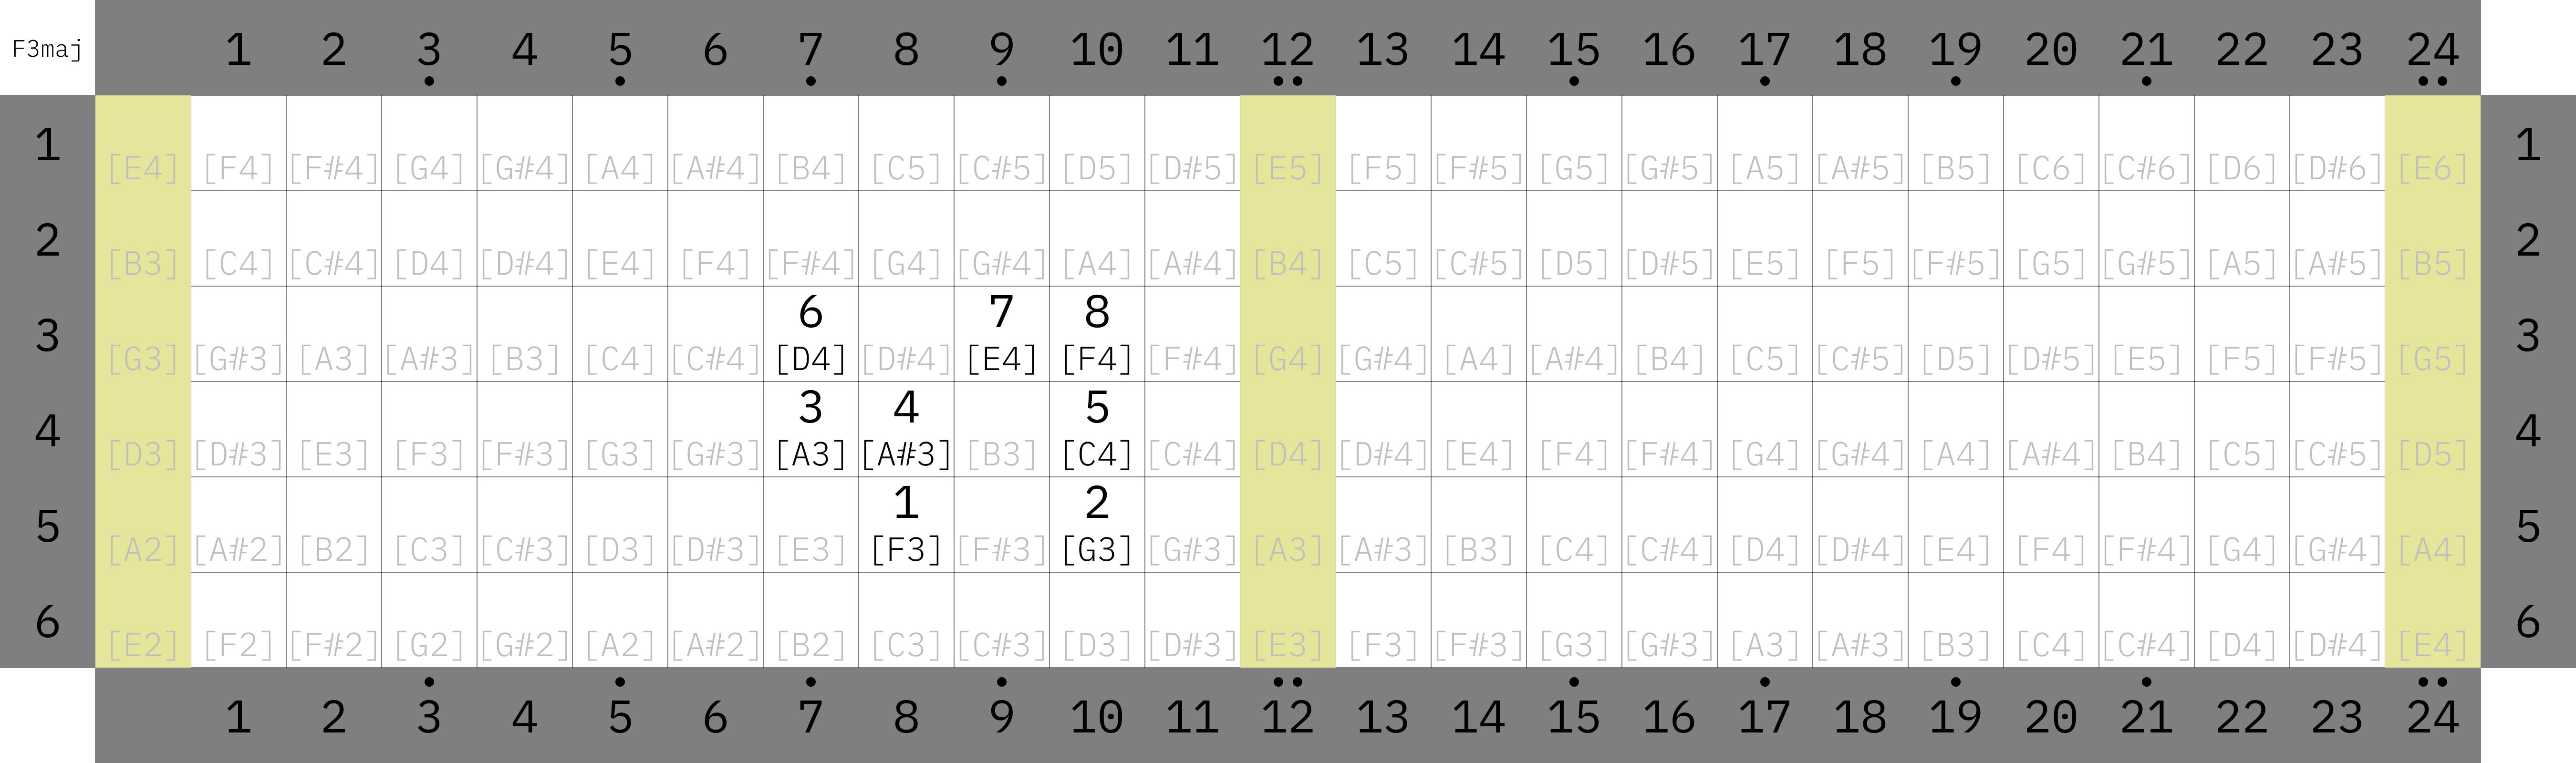 F3maj 1 2 3 4 5 6 7 8 9 10 11 12 13 14 15 16 17 18 19 20 21 22 23 24
1 [E4] [F4] [F#4] [G4] [G#4] [A4] [A#4] [B4] [C5] [C#5] [D5] [D#5] [E5] [F5] [F#5] [G5] [G#5] [A5] [A#5] [B5] [C6] [C#6] [D6] [D#6] [E6] 1
2 [B3] [C4] [C#4] [D4] [D#4] [E4] [F4] [F#4] [G4] [G#4] [A4] [A#4] [B4] [C5] [C#5] [D5] [D#5] [E5] [F5] [F#5] [G5] [G#5] [A5] [A#5] [B5] 2
6 7 8
3 [G3] [G#3] [A3] [A#3] [B3] [C4] [C#4] [D4] [D#4] [E4] [F4] [F#4] [G4] [G#4] [A4] [A#4] [B4] [C5] [C#5] [D5] [D#5] [E5] [F5] [F#5] [G5] 3
3 4 5
4 [D3] [D#3] [E3] [F3] [F#3] [G3] [G#3] [A3] [A#3] [B3] [C4] [C#4] [D4] [D#4] [E4] [F4] [F#4] [G4] [G#4] [A4] [A#4] [B4] [C5] [C#5] [D5] 4
1 2
5 [A2] [A#2] [B2] [C3] [C#3] [D3] [D#3] [E3] [F3] [F#3] [G3] [G#3] [A3] [A#3] [B3] [C4] [C#4] [D4] [D#4] [E4] [F4] [F#4] [G4] [G#4] [A4] 5
6 [E2] [F2] [F#2] [G2] [G#2] [A2] [A#2] [B2] [C3] [C#3] [D3] [D#3] [E3] [F3] [F#3] [G3] [G#3] [A3] [A#3] [B3] [C4] [C#4] [D4] [D#4] [E4] 6
1 2 3 4 5 6 7 8 9 10 11 12 13 14 15 16 17 18 19 20 21 22 23 24